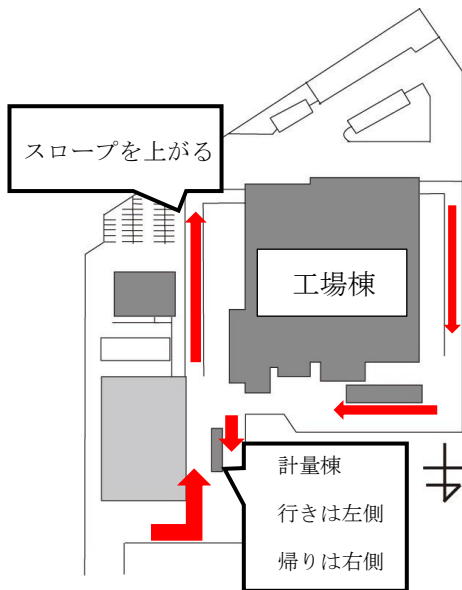 スロープを上がる
工場棟
計量棟
行きは左側
帰りは右側